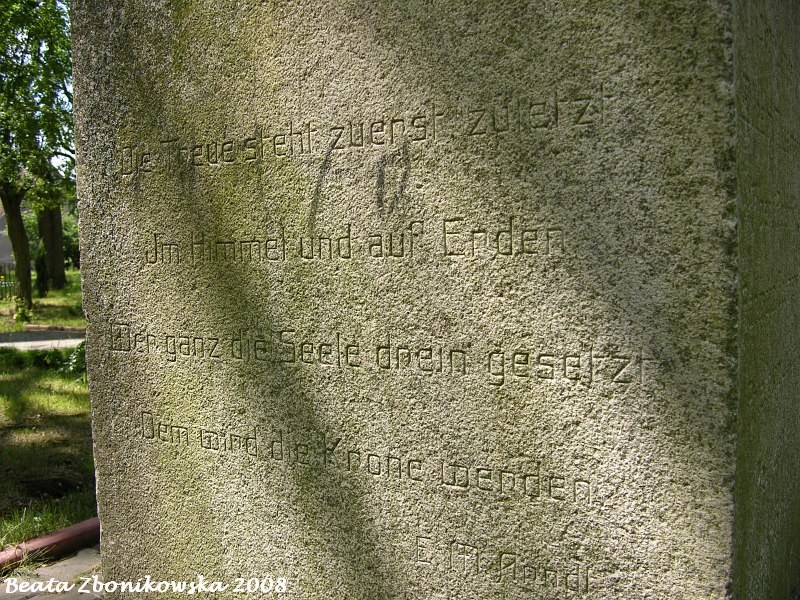 Die Treue steht zuerst, zuletzt
Jm Himmel und auf Erden
Wer ganz die Seele drein gesetzt
Dem wird die Krone werden
E. M. Arndt
Beata Zbonikowska 2008